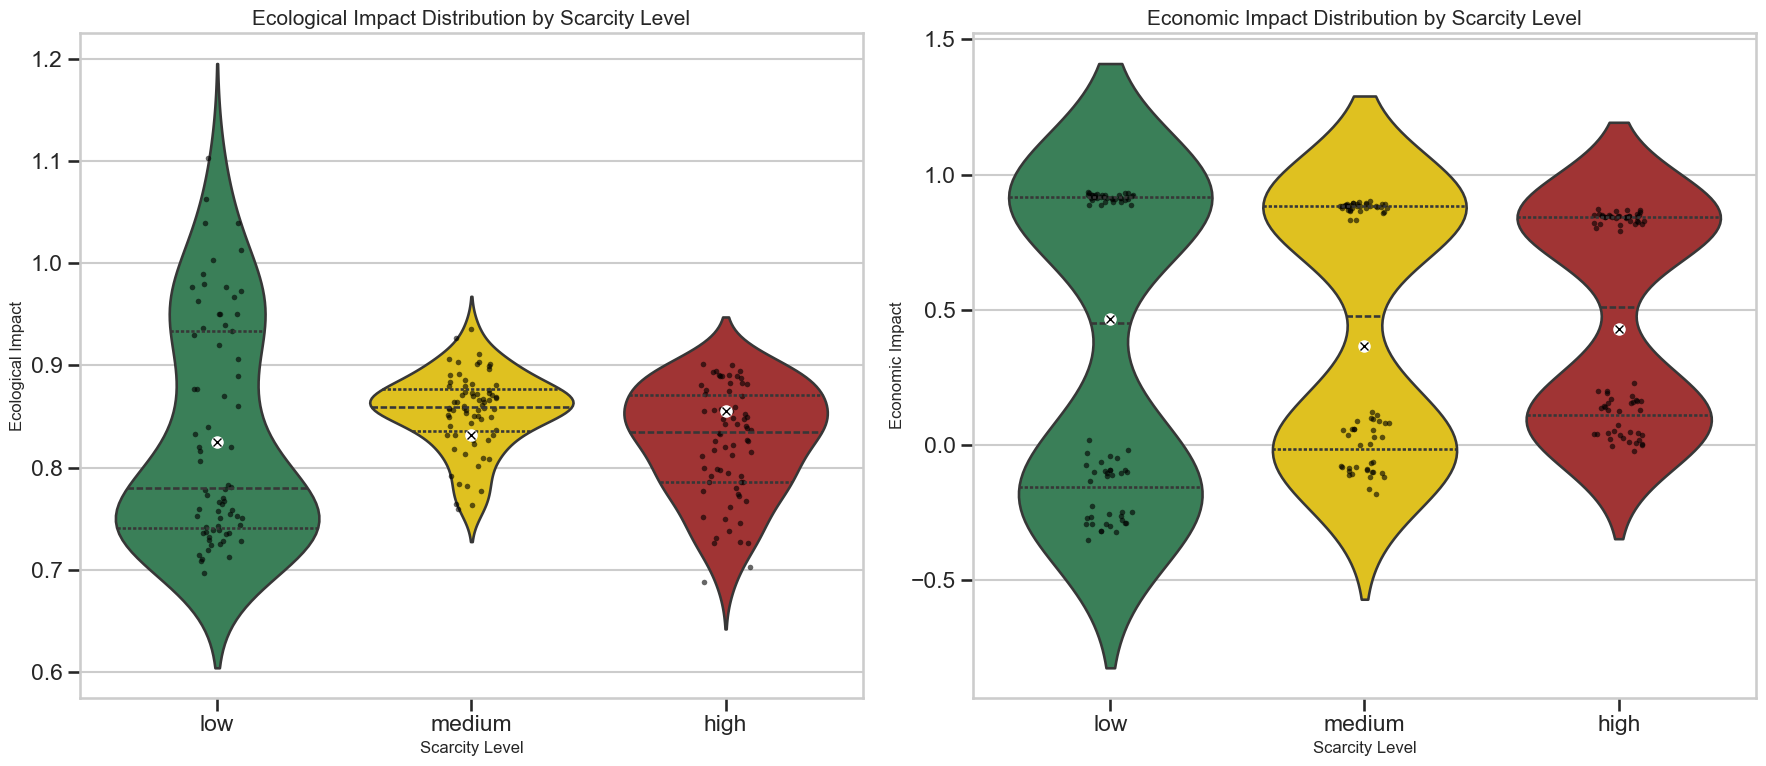 Ecological Impact Distribution by Scarcity Level
1.2
1.1
1.0
0.9
0.8
0.7
0.6
Ecological Impact
low
medium
high
Scarcity Level
Economic Impact Distribution by Scarcity Level
1.5
1.0
0.5
0.0
−0.5
Economic Impact
low
medium
high
Scarcity Level